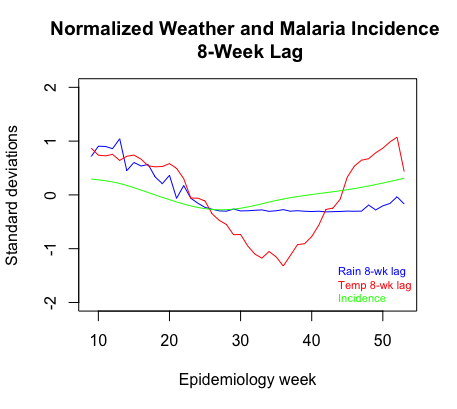 Normalized Weather and Malaria Incidence
8-Week Lag
Standard deviations
2
1
0
-1
-2
Rain 8-wk lag
Temp 8-wk lag
Incidence
10 20 30 40 50
Epidemiology week